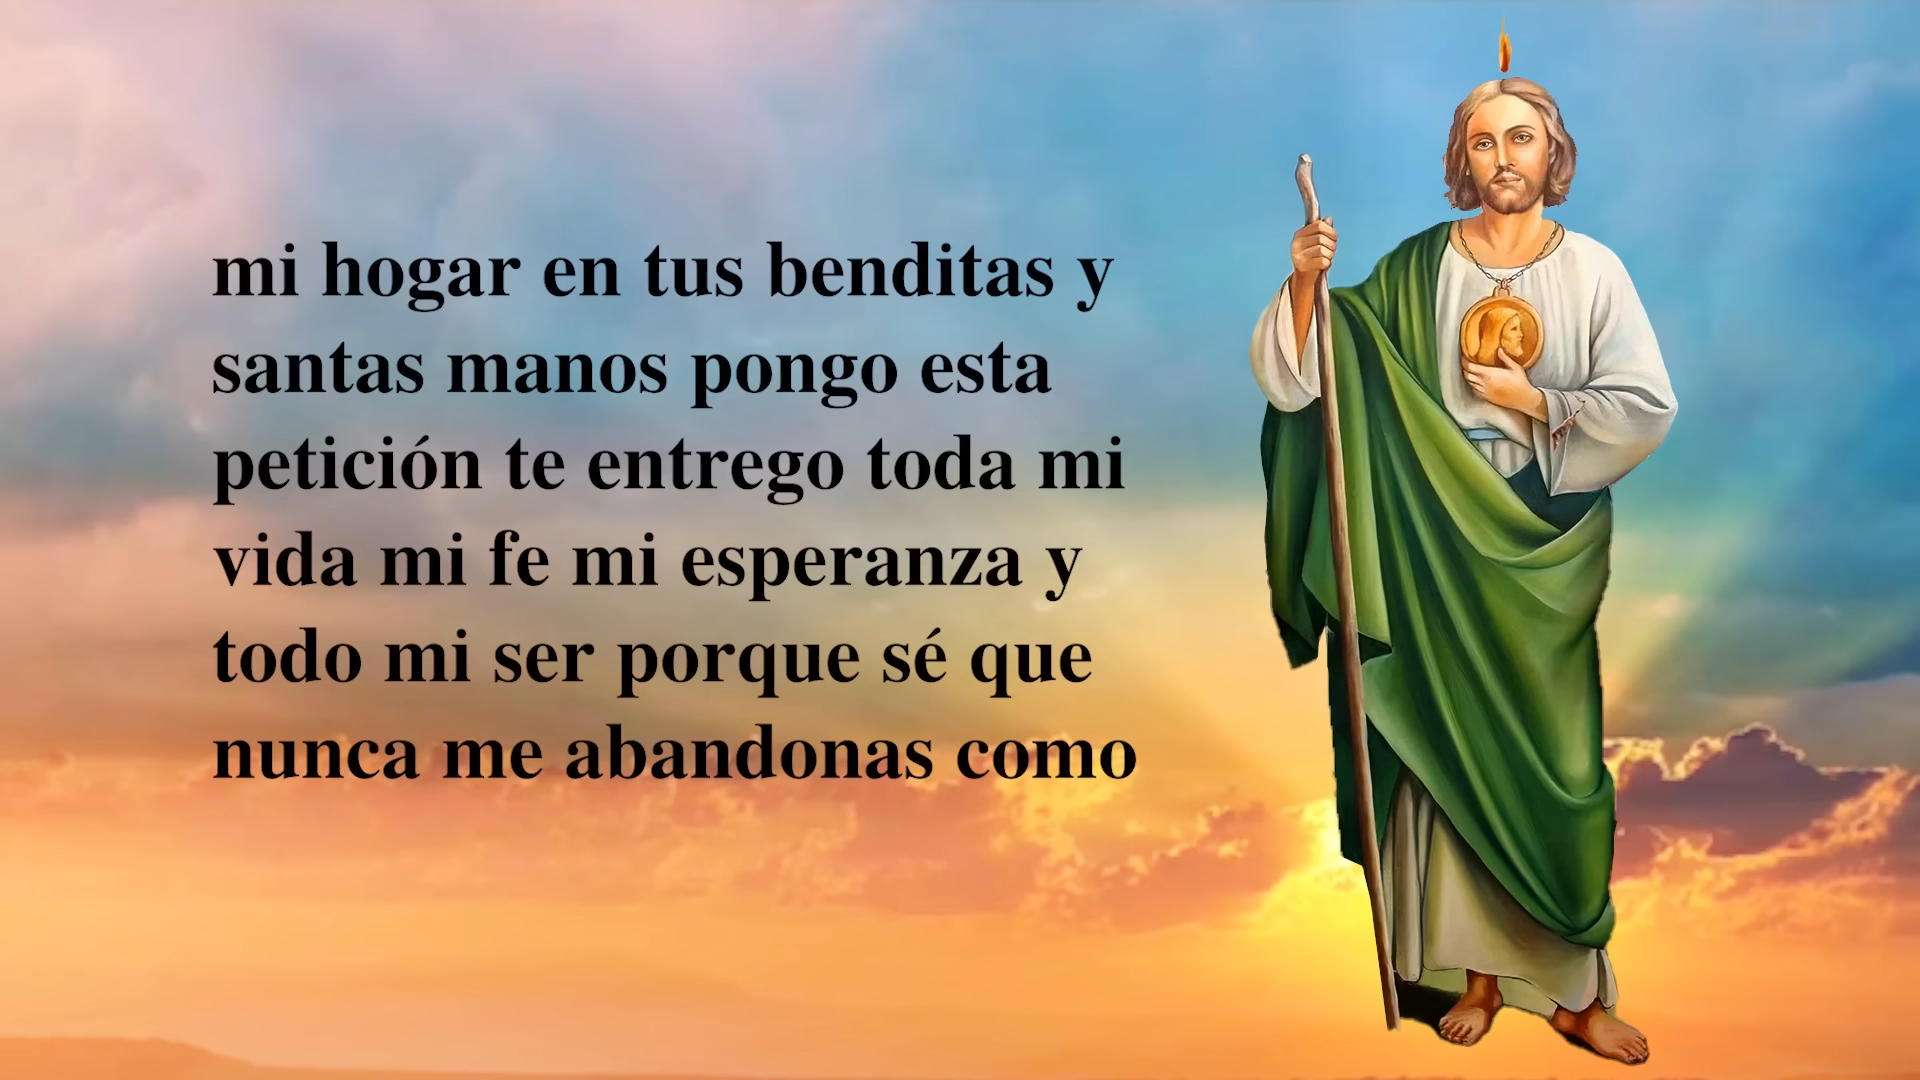 mi hogar en tus benditas y
santas manos pongo esta
petición te entrego toda mi
vida mi fe mi esperanza y
todo mi ser porque sé que
nunca me abandonas como